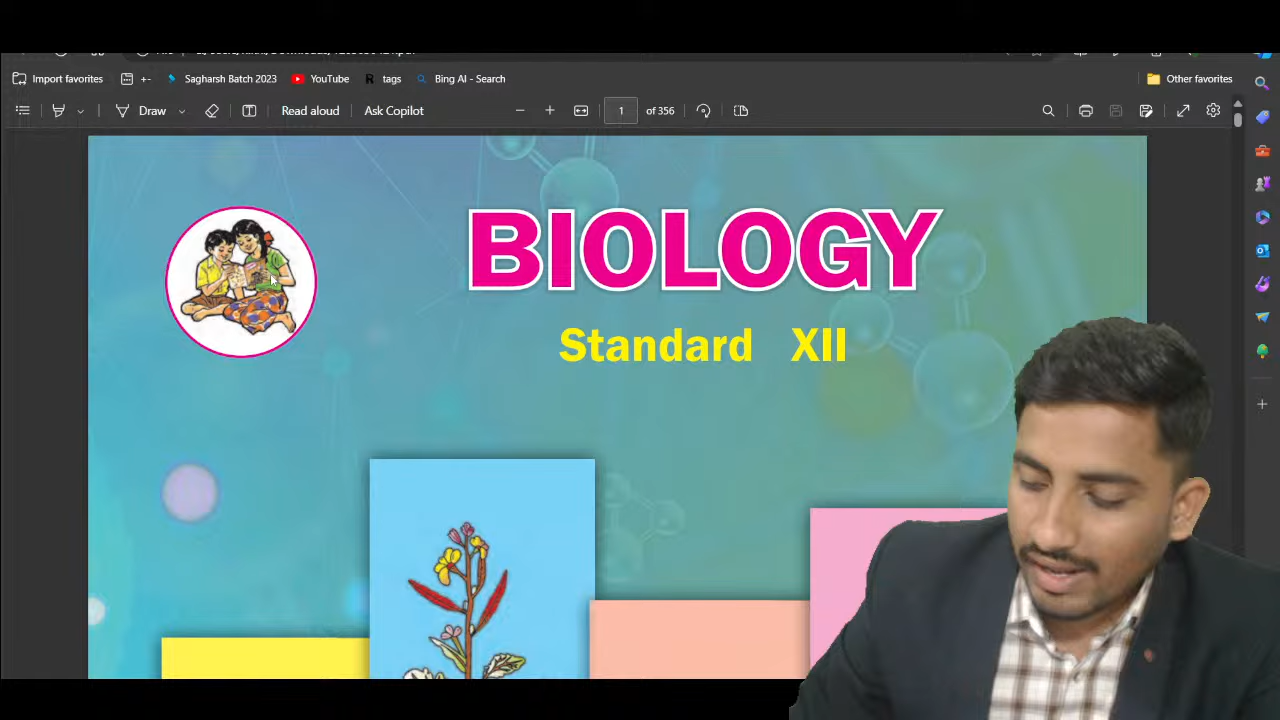 Import favorites +- Sagharsh Batch 2023 YouTube tags Bing AI - Search Other favorites
Draw Read aloud Ask Copilot 1 of 356
BIOLOGY
Standard XII